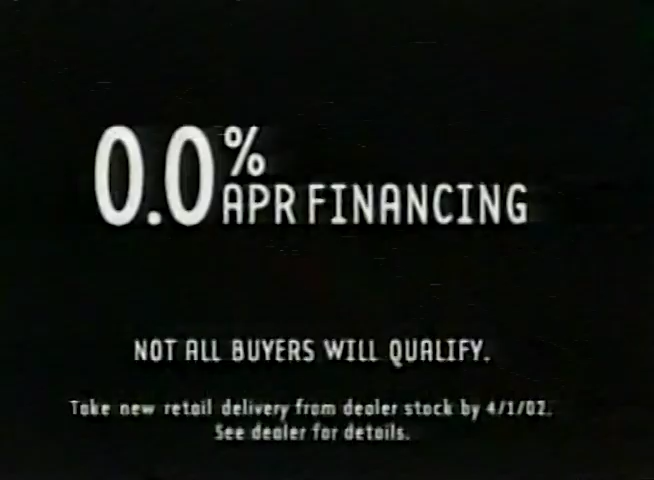 0.0%
APR FINANCING
NOT ALL BUYERS WILL QUALIFY.
Take new retail delivery from dealer stock by 4/1/02.
See dealer for details.